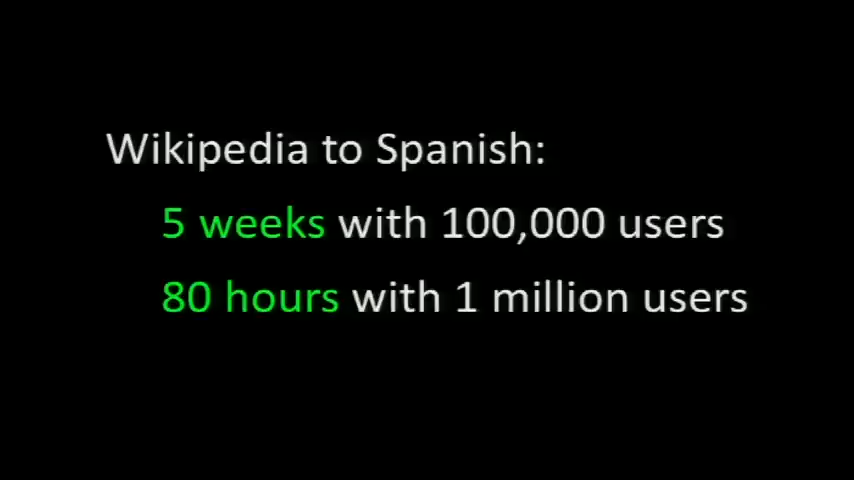 Wikipedia to Spanish:
5 weeks with 100,000 users
80 hours with 1 million users